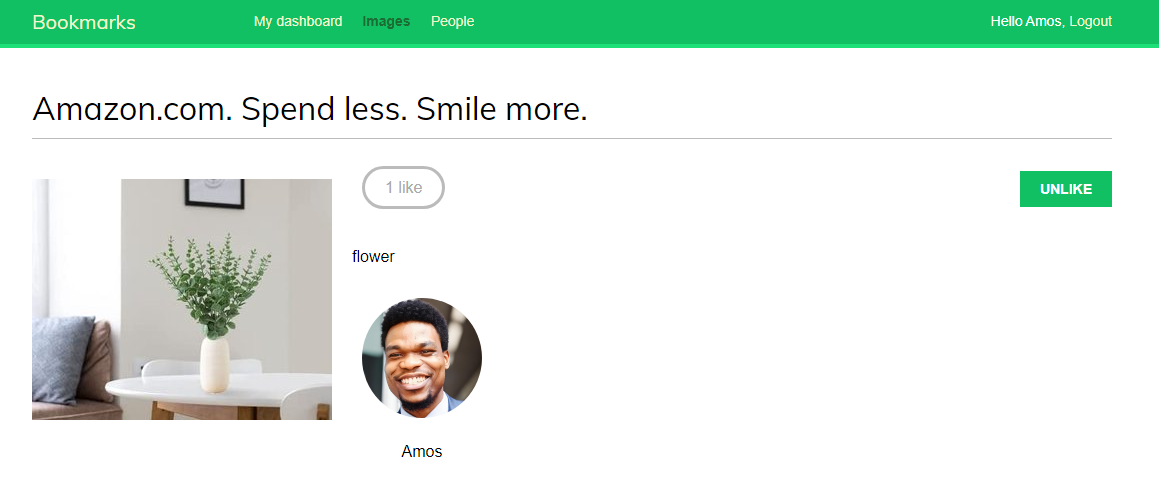 Bookmarks My dashboard Images People Hello Amos, Logout
Amazon.com. Spend less. Smile more.
1 like UNLIKE
flower
Amos